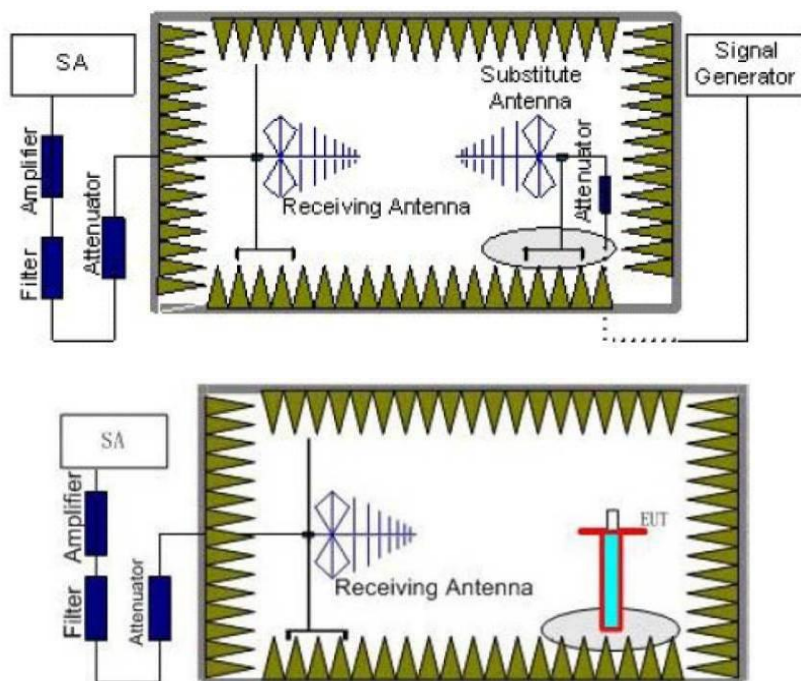 SA
Signal
Generator
Substitute
Antenna
Amplifier
Attenuator
Attenuator
Filter
Receiving Antenna
SA
Amplifier
EUT
Filter
Attenuator
Receiving Antenna